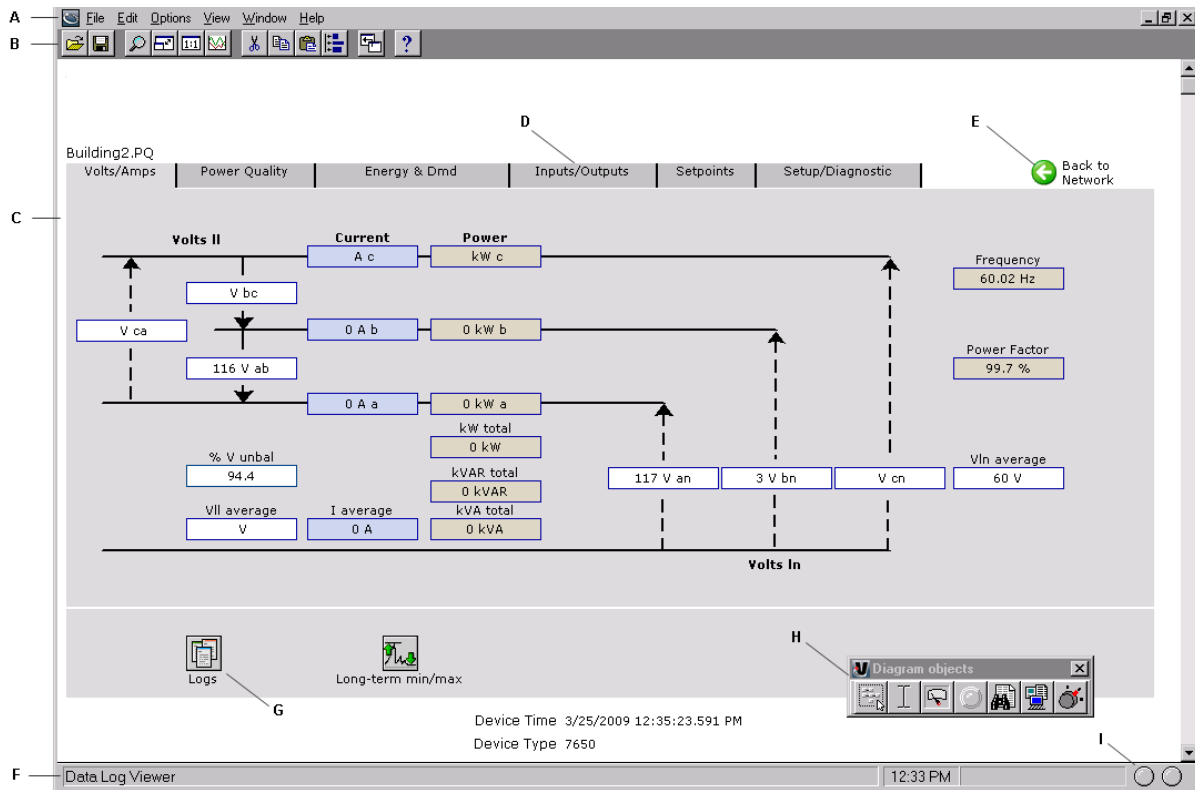 A
File Edit Options View Window Help
B
1:1
?
D
E
Building2.PQ
Volts/Amps Power Quality Energy & Dmd Inputs/Outputs Setpoints Setup/Diagnostic
Back to
Network
C
Volts ll Current Power
A c kW c
Frequency
60.02 Hz
V bc
V ca
0 A b 0 kW b
Power Factor
99.7 %
116 V ab
0 A a 0 kW a
kW total
0 kW
% V unbal
94.4
kVAR total
0 kVAR
117 V an 3 V bn V cn
Vln average
60 V
Vll average
V
I average
0 A
kVA total
0 kVA
Volts ln
H
Diagram objects
Logs
Long-term min/max
G
Device Time 3/25/2009 12:35:23.591 PM
Device Type 7650
I
F
Data Log Viewer 12:33 PM